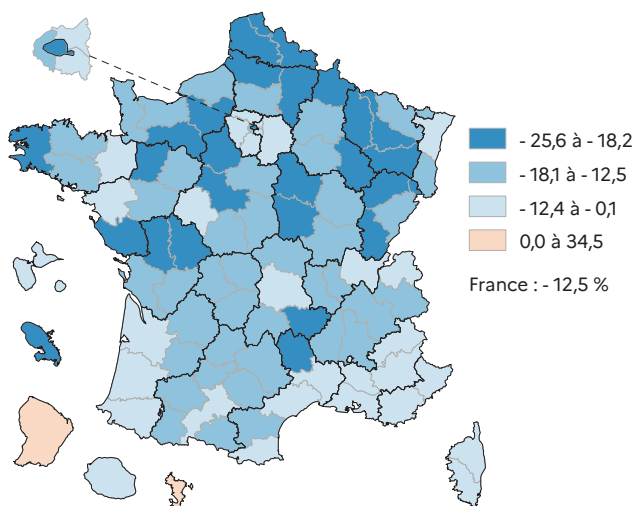 - 25,6 à - 18,2
- 18,1 à - 12,5
- 12,4 à - 0,1
0,0 à 34,5
France : - 12,5 %